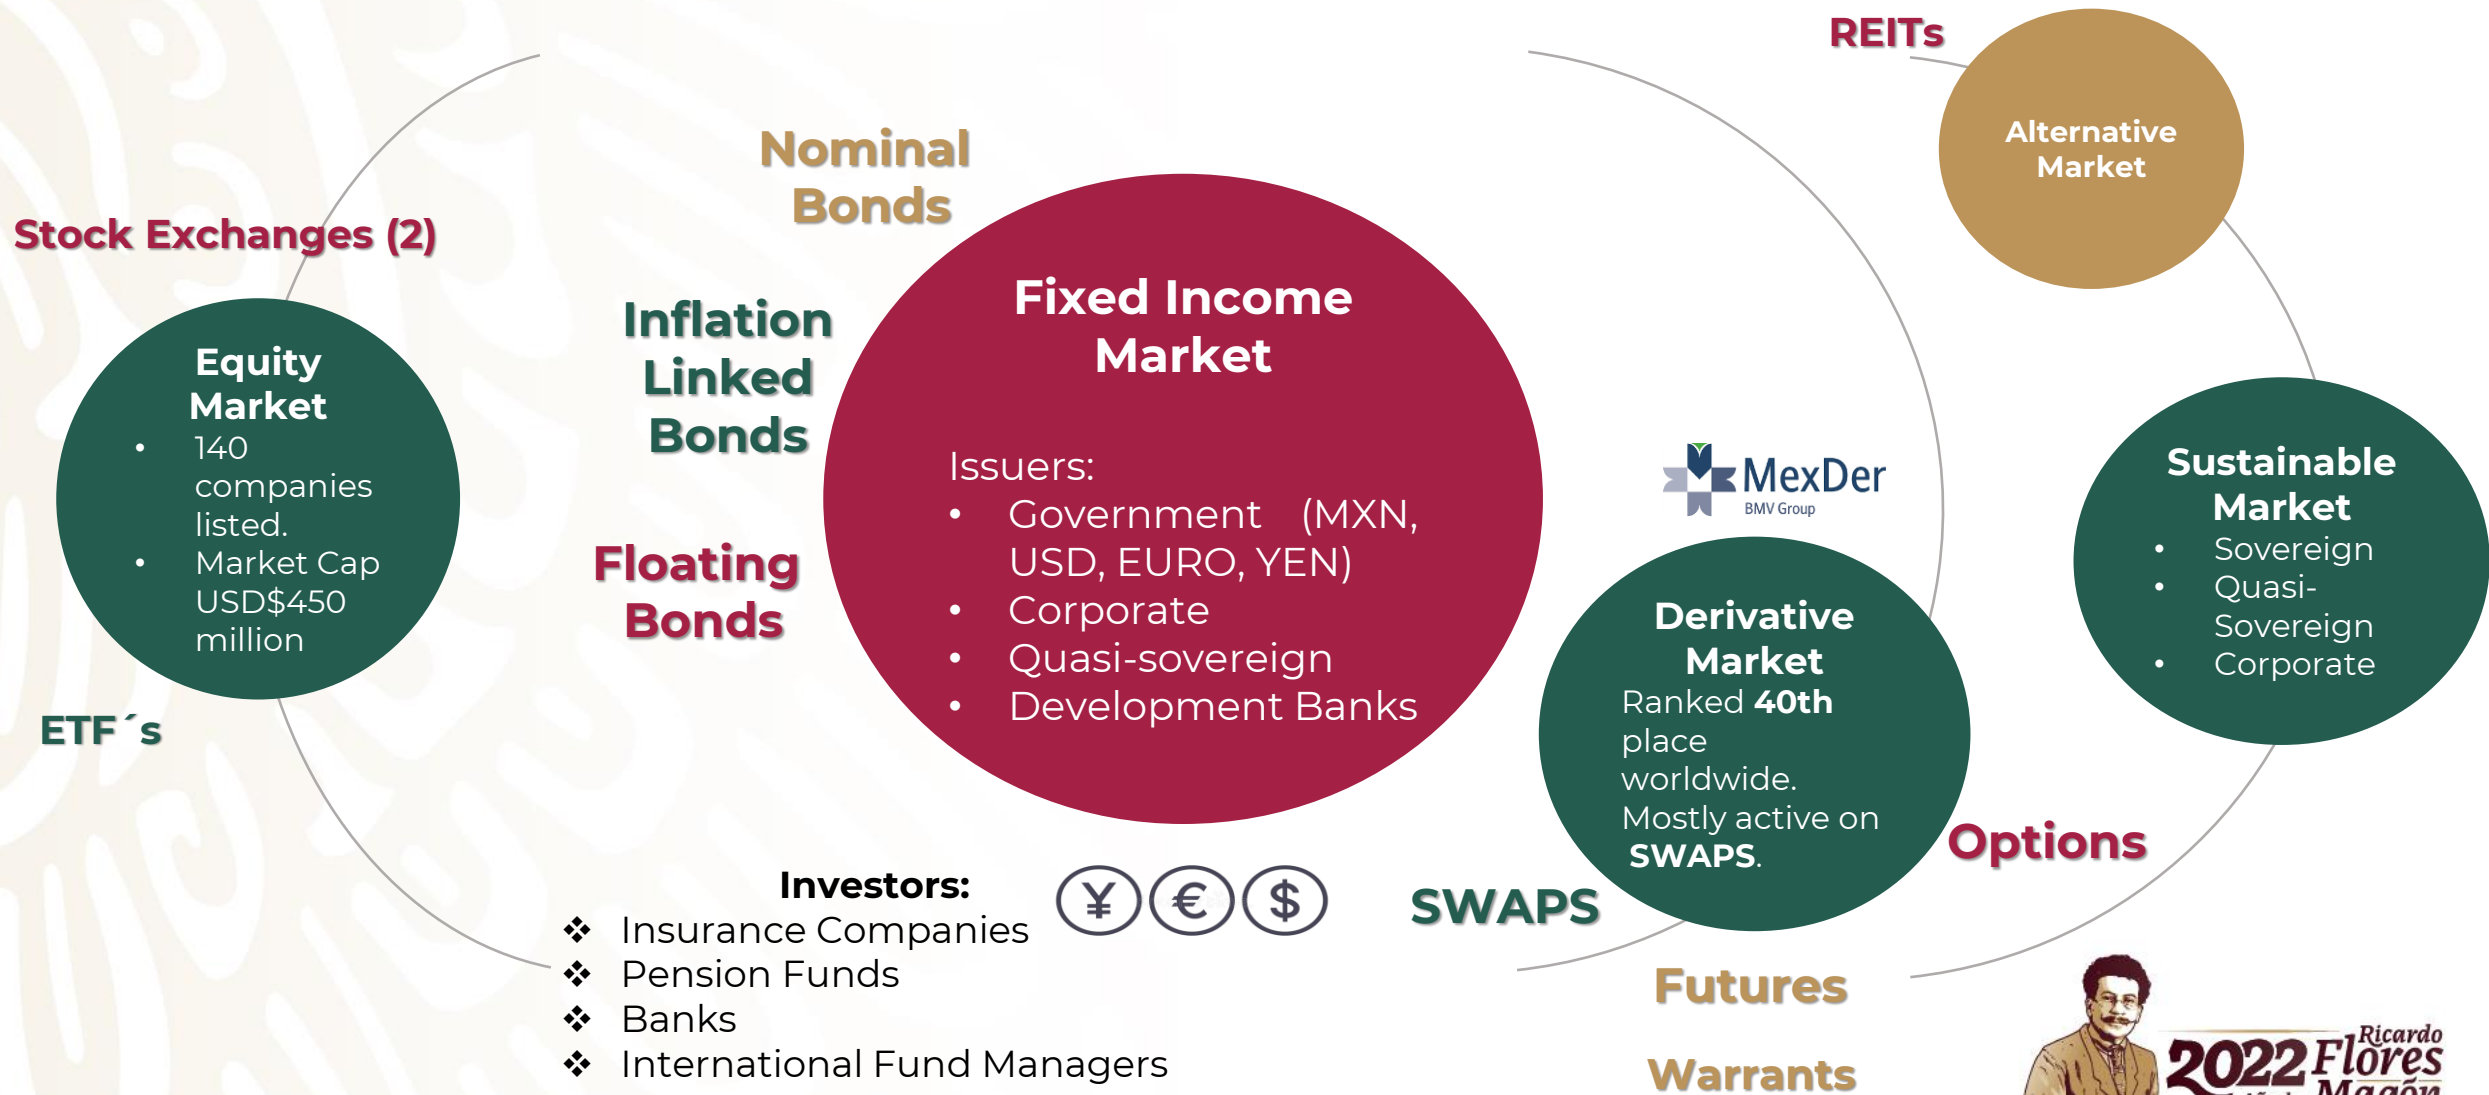 REITs
Alternative
Market
Nominal
Bonds
Stock Exchanges (2)
Fixed Income
Market
Issuers:
• Government (MXN,
USD, EURO, YEN)
• Corporate
• Quasi-sovereign
• Development Banks
Inflation
Linked
Bonds
Floating
Bonds
Equity
Market
• 140
companies
listed.
• Market Cap
USD$450
million
ETF´s
MexDer
BMV Group
Derivative
Market
Ranked 40th
place
worldwide.
Mostly active on
SWAPS.
Sustainable
Market
• Sovereign
• Quasi-
Sovereign
• Corporate
Options
SWAPS
Futures
Warrants
Investors:
❖ Insurance Companies
❖ Pension Funds
❖ Banks
❖ International Fund Managers
¥ € $
2022
Ricardo
Flores
Magón